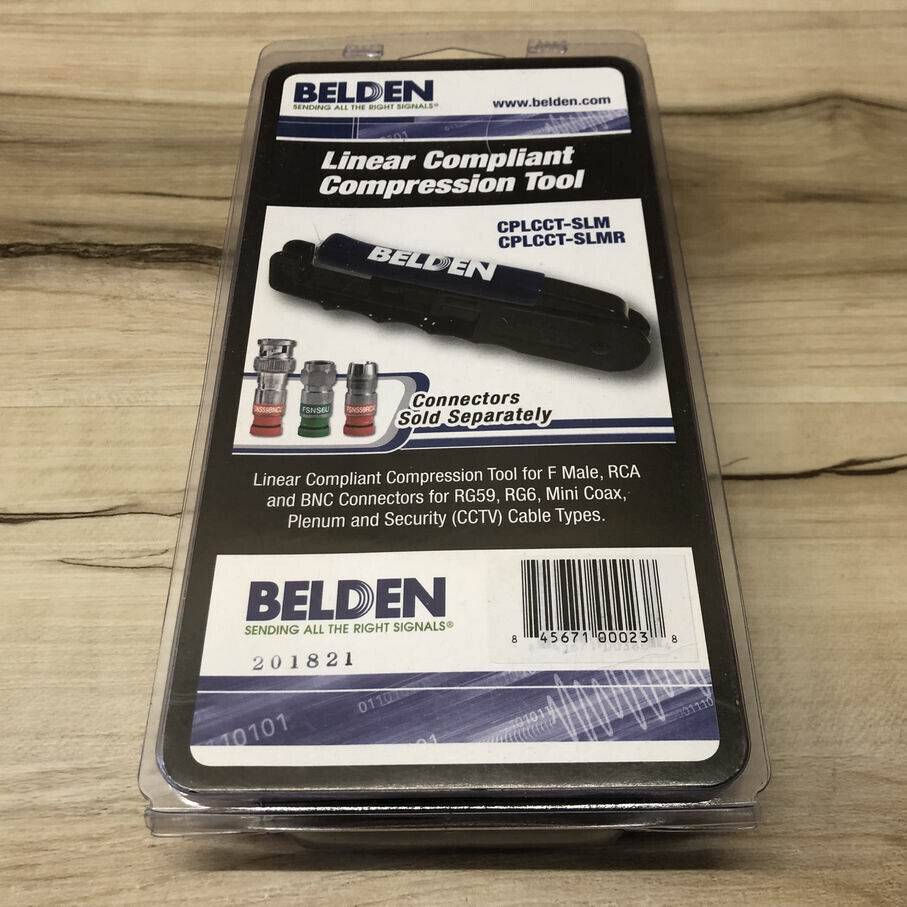 BELDEN
SENDING ALL THE RIGHT SIGNALS®
www.belden.com
101
Linear Compliant
Compression Tool
CPLCCT-SLM
CPLCCT-SLMR
BELDEN
FSNS6U
Connectors
Sold Separately
Linear Compliant Compression Tool for F Male, RCA
and BNC Connectors for RG59, RG6, Mini Coax,
Plenum and Security (CCTV) Cable Types.
BELDEN
SENDING ALL THE RIGHT SIGNALS®
201821
8 45671 00023 8
10101